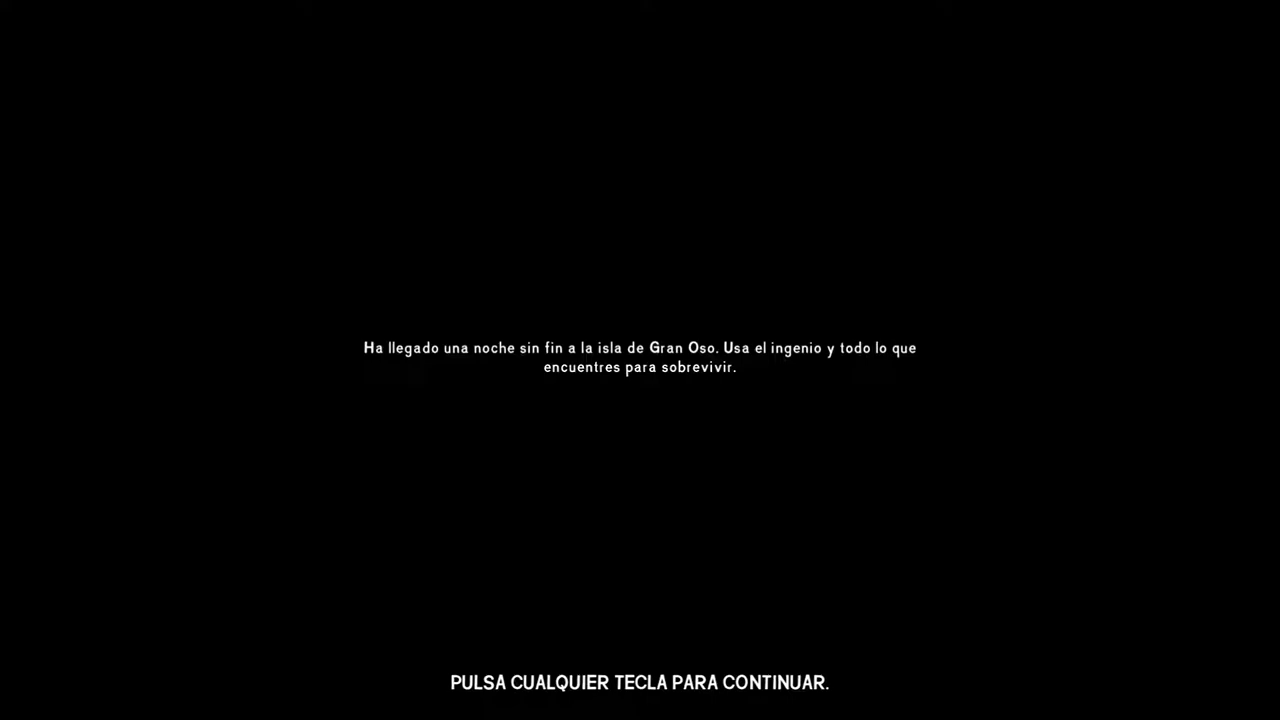 Ha llegado una noche sin fin a la isla de Gran Oso. Usa el ingenio y todo lo que
encuentres para sobrevivir.
PULSA CUALQUIER TECLA PARA CONTINUAR.